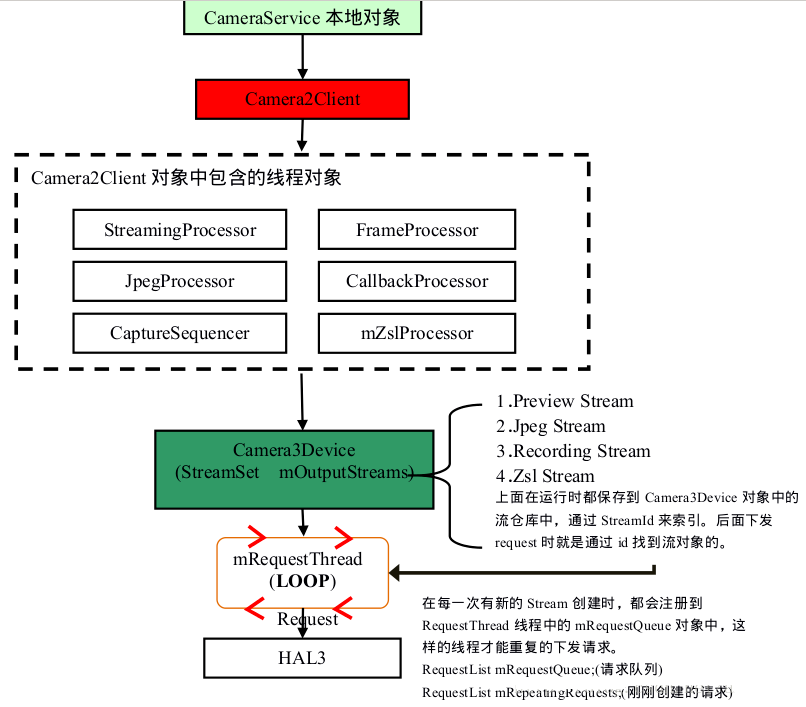 CameraService 本地对象
Camera2Client
Camera2Client 对象中包含的线程对象
StreamingProcessor
FrameProcessor
JpegProcessor
CallbackProcessor
CaptureSequencer
mZslProcessor
Camera3Device
(StreamSet mOutputStreams)
1.Preview Stream
2.Jpeg Stream
3.Recording Stream
4.Zsl Stream
上面在运行时都保存到 Camera3Device 对象中的
流仓库中，通过 StreamId 来索引。后面下发
request 时就是通过 id 找到流对象的。
mRequestThread
(LOOP)
Request
HAL3
在每一次有新的 Stream 创建时，都会注册到
RequestThread 线程中的 mRequestQueue 对象中，这
样的线程才能重复的下发请求。
RequestList mRequestQueue;(请求队列)
RequestList mRepeatingRequests;(刚刚创建的请求)